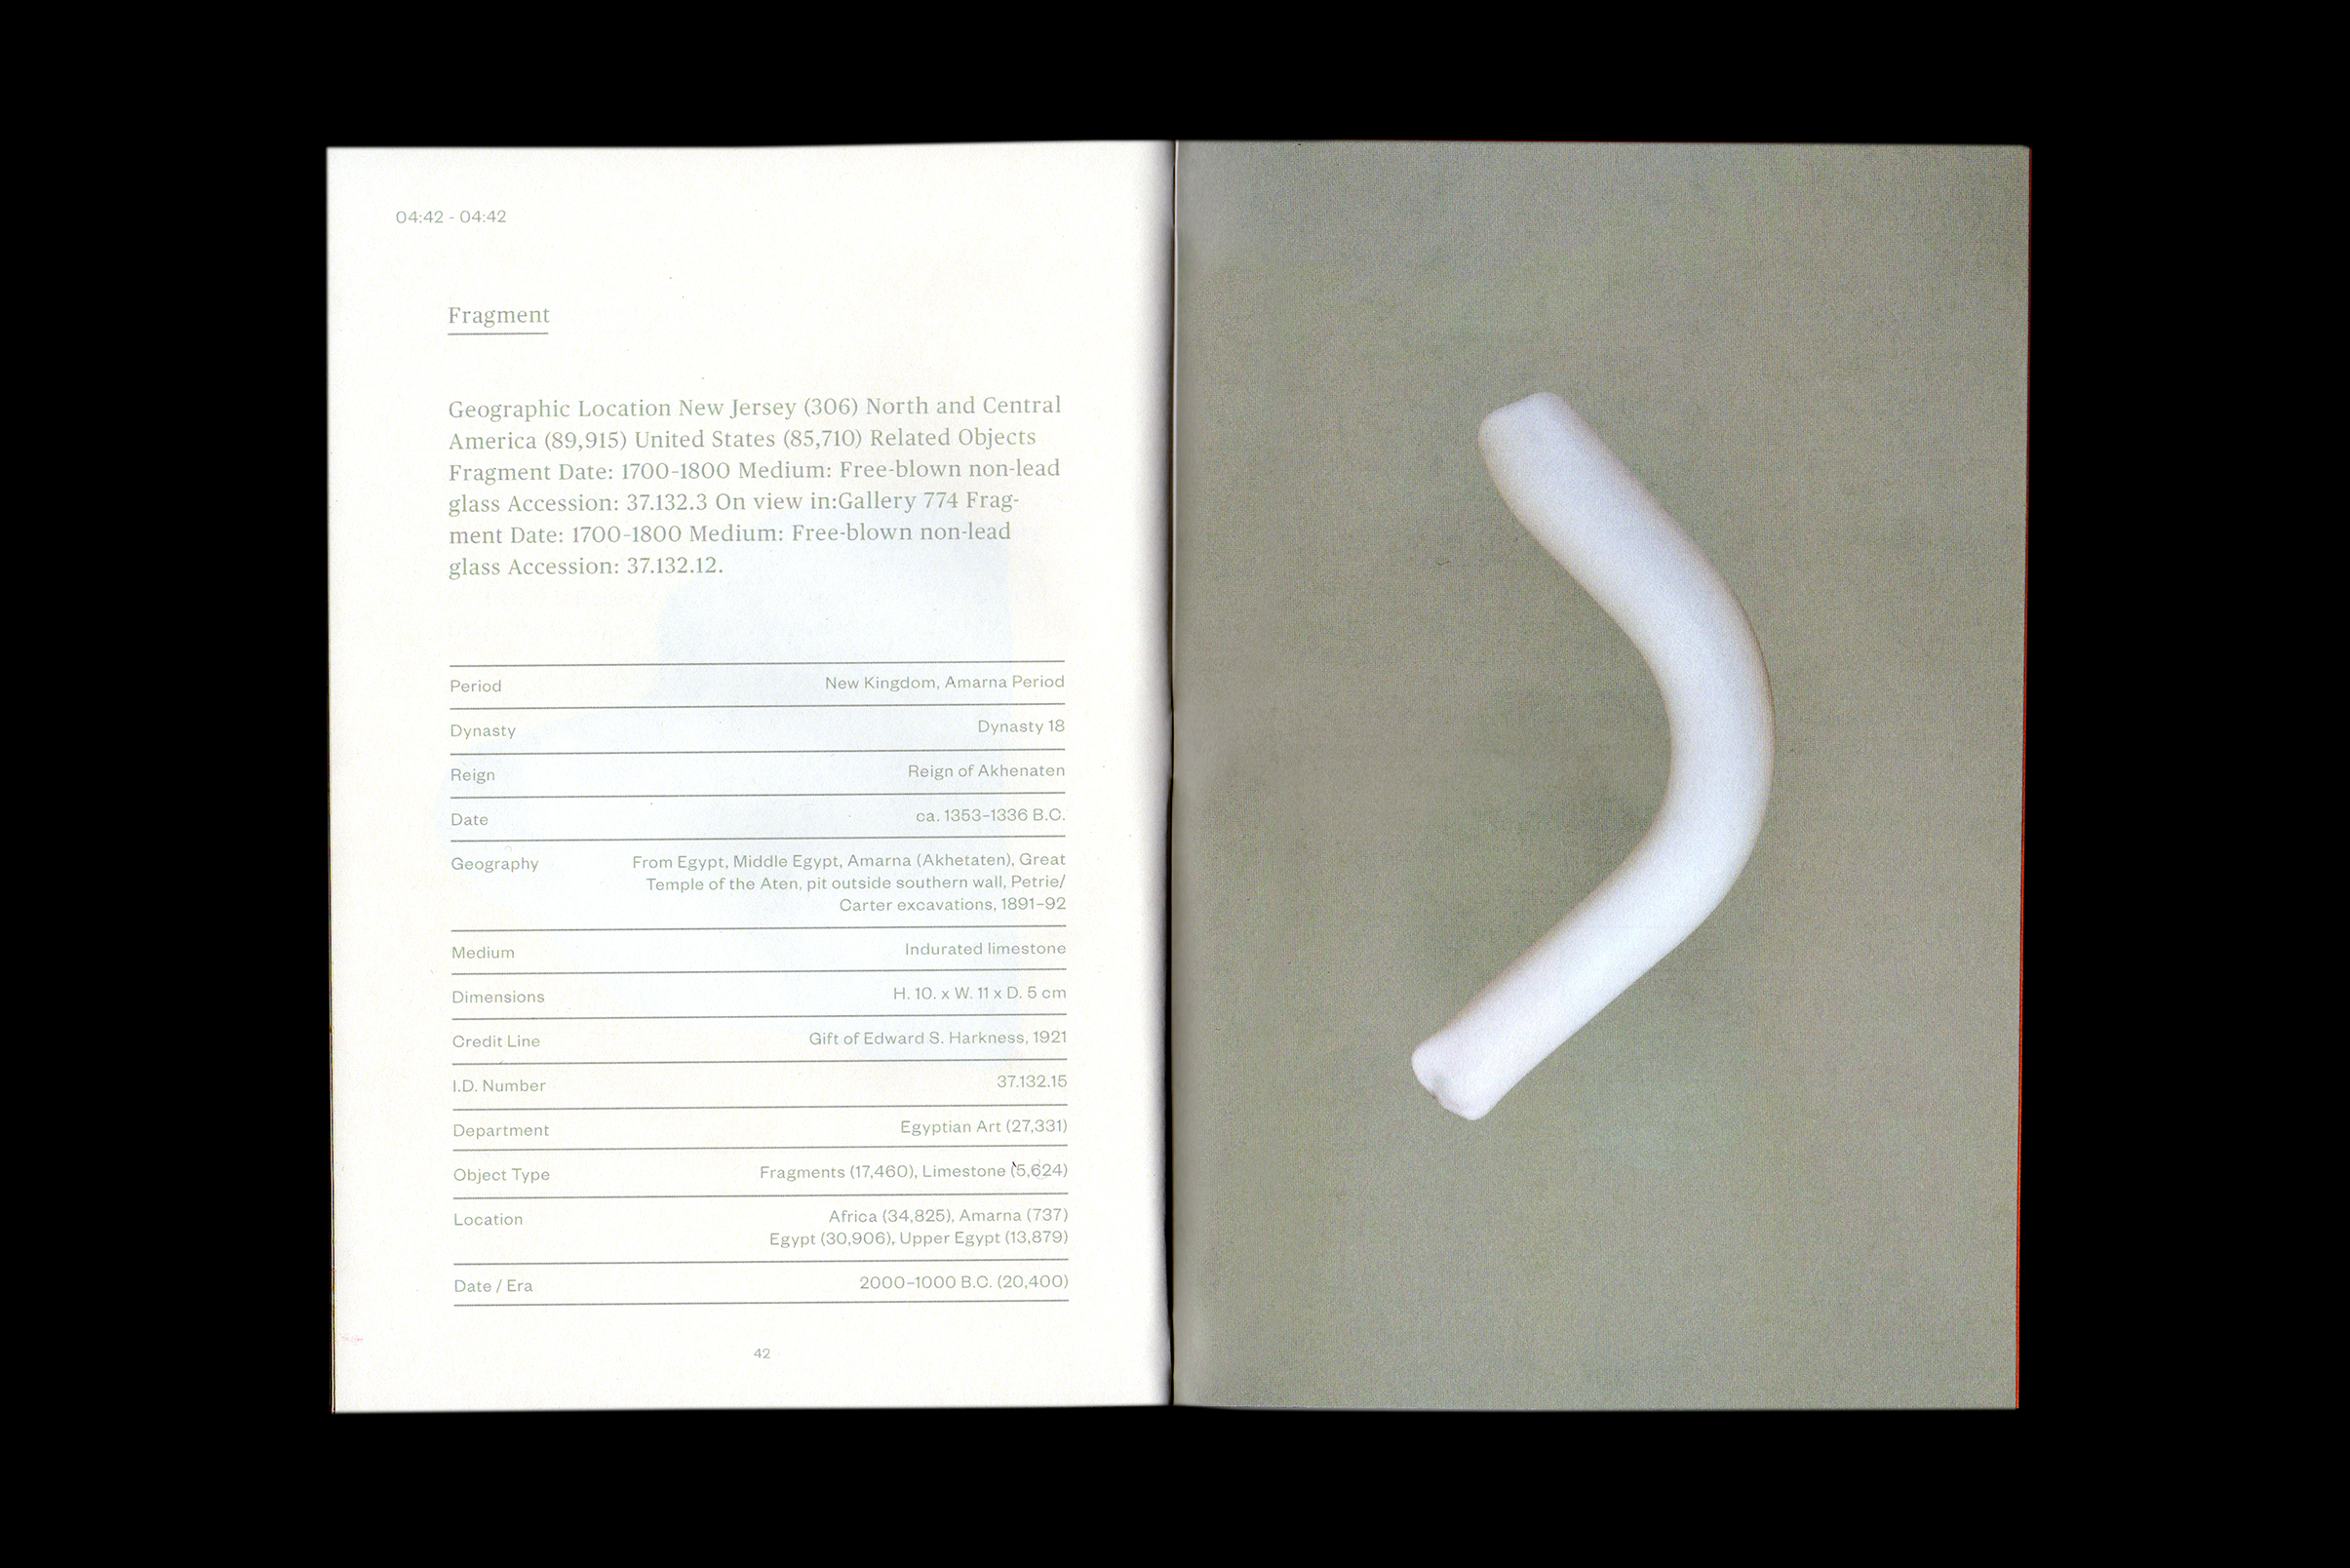 04:42 - 04:42
Fragment
Geographic Location New Jersey (306) North and Central
America (89,915) United States (85,710) Related Objects
Fragment Date: 1700-1800 Medium: Free-blown non-lead
glass Accession: 37.132.3 On view in:Gallery 774 Frag-
ment Date: 1700-1800 Medium: Free-blown non-lead
glass Accession: 37.132.12.
Period New Kingdom, Amarna Period
Dynasty Dynasty 18
Reign Reign of Akhenaten
Date ca. 1353–1336 B.C.
Geography From Egypt, Middle Egypt, Amarna (Akhetaten), Great
Temple of the Aten, pit outside southern wall, Petrie/
Carter excavations, 1891–92
Medium Indurated limestone
Dimensions H. 10. x W. 11 x D. 5 cm
Credit Line Gift of Edward S. Harkness, 1921
I.D. Number 37.132.15
Department Egyptian Art (27,331)
Object Type Fragments (17,460), Limestone (5,624)
Location Africa (34,825), Amarna (737)
Egypt (30,906), Upper Egypt (13,879)
Date / Era 2000–1000 B.C. (20,400)
42